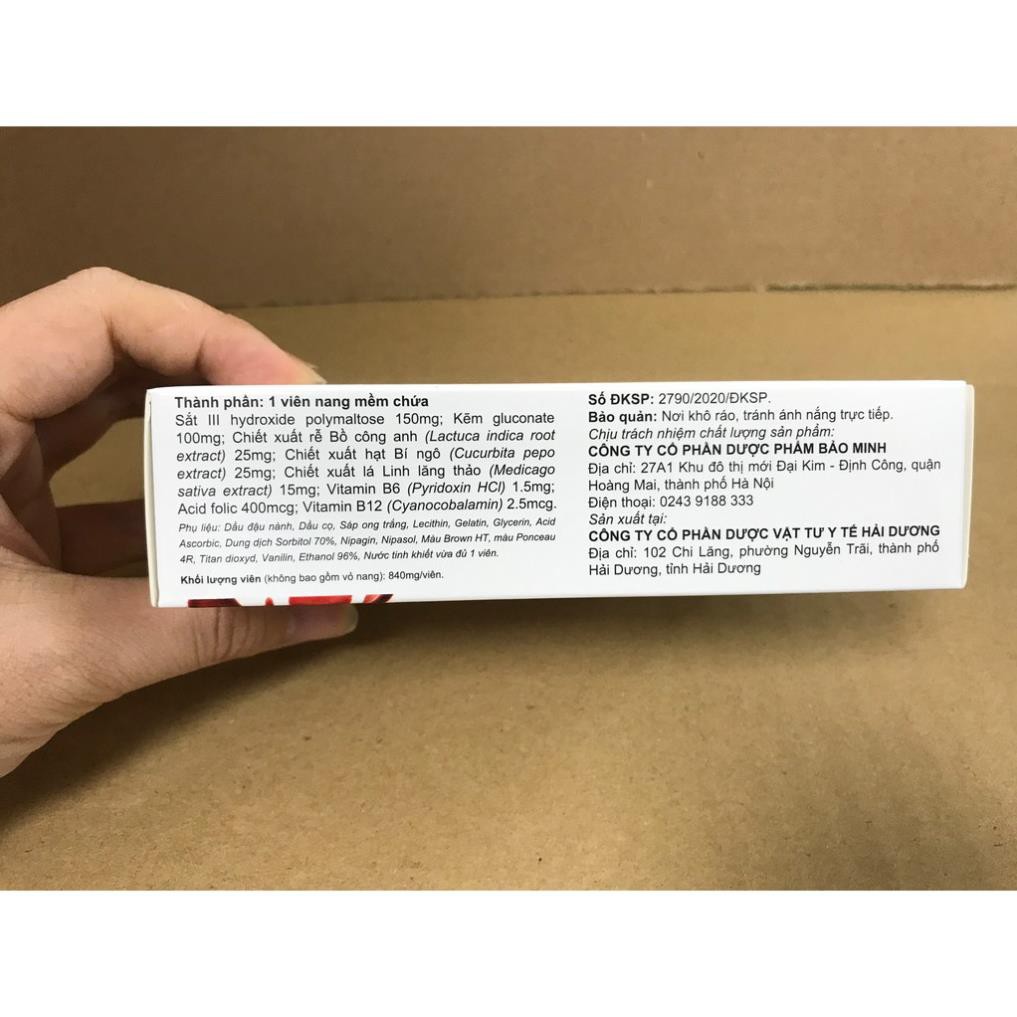 Thành phần: 1 viên nang mềm chứa
Sắt III hydroxide polymaltose 150mg; Kẽm gluconate
100mg; Chiết xuất rễ Bồ công anh (Lactuca indica root
extract) 25mg; Chiết xuất hạt Bí ngô (Cucurbita pepo
extract) 25mg; Chiết xuất lá Linh lăng thảo (Medicago
sativa extract) 15mg; Vitamin B6 (Pyridoxin HCl) 1.5mg;
Acid folic 400mcg; Vitamin B12 (Cyanocobalamin) 2.5mcg.
Phụ liệu: Dầu đậu nành, Dầu cọ, Sáp ong trắng, Lecithin, Gelatin, Glycerin, Acid
Ascorbic, Dung dịch Sorbitol 70%, Nipagin, Nipasol, Màu Brown HT, màu Ponceau
4R, Titan dioxyd, Vanilin, Ethanol 96%, Nước tinh khiết vừa đủ 1 viên.
Khối lượng viên (không bao gồm vỏ nang): 840mg/viên.
Số ĐKSP: 2790/2020/ĐKSP.
Bảo quản: Nơi khô ráo, tránh ánh nắng trực tiếp.
Chịu trách nhiệm chất lượng sản phẩm:
CÔNG TY CỔ PHẦN DƯỢC PHẨM BẢO MINH
Địa chỉ: 27A1 Khu đô thị mới Đại Kim - Định Công, quận
Hoàng Mai, thành phố Hà Nội
Điện thoại: 0243 9188 333
Sản xuất tại:
CÔNG TY CỔ PHẦN DƯỢC VẬT TƯ Y TẾ HẢI DƯƠNG
Địa chỉ: 102 Chi Lăng, phường Nguyễn Trãi, thành phố
Hải Dương, tỉnh Hải Dương